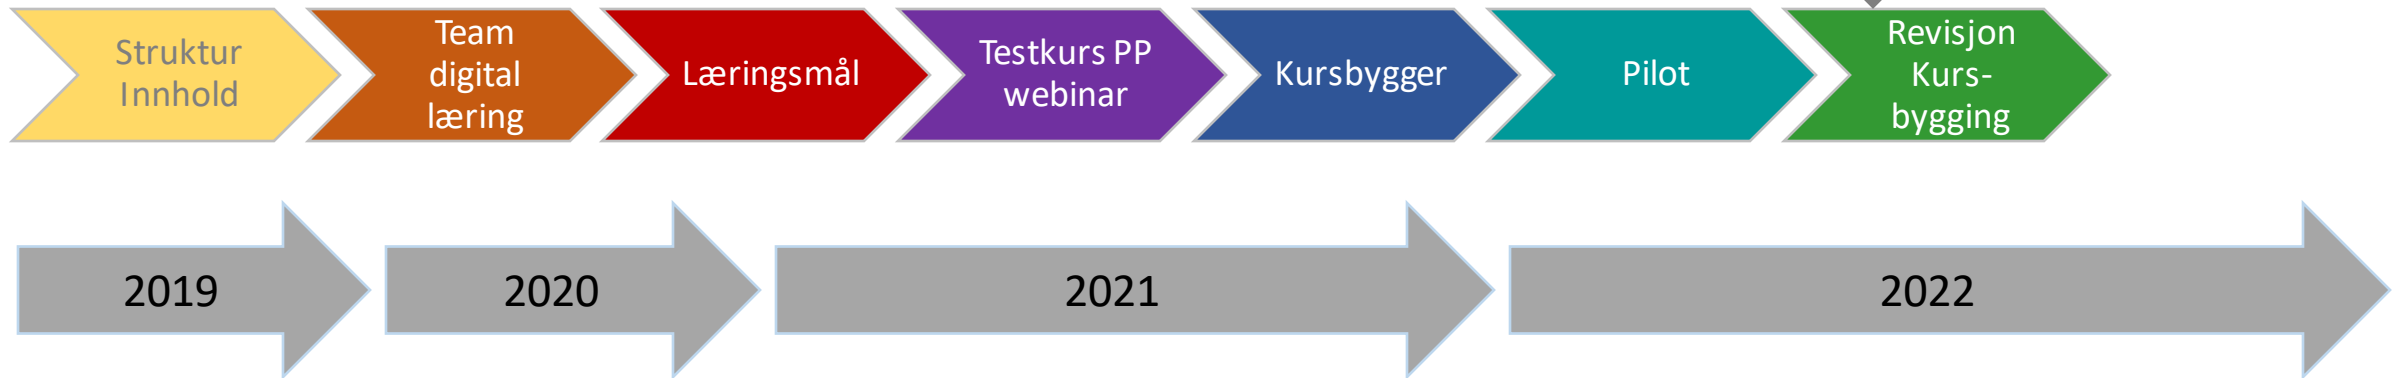 Struktur
Innhold
Team
digital
læring
Læringsmål
Testkurs PP
webinar
Kursbygger
Pilot
Revisjon
Kurs-
bygging
2019
2020
2021
2022